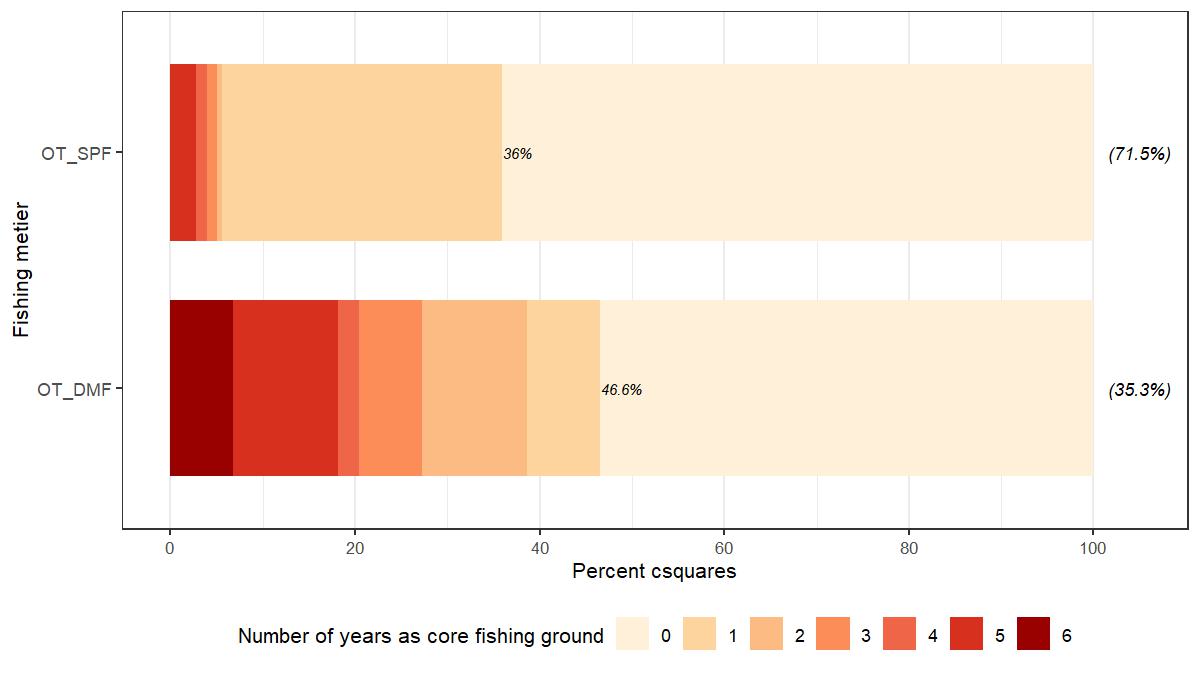 Fishing metier
OT_SPF
36%
(71.5%)
OT_DMF
46.6%
(35.3%)
0 20 40 60 80 100
Percent csquares
Number of years as core fishing ground 0 1 2 3 4 5 6